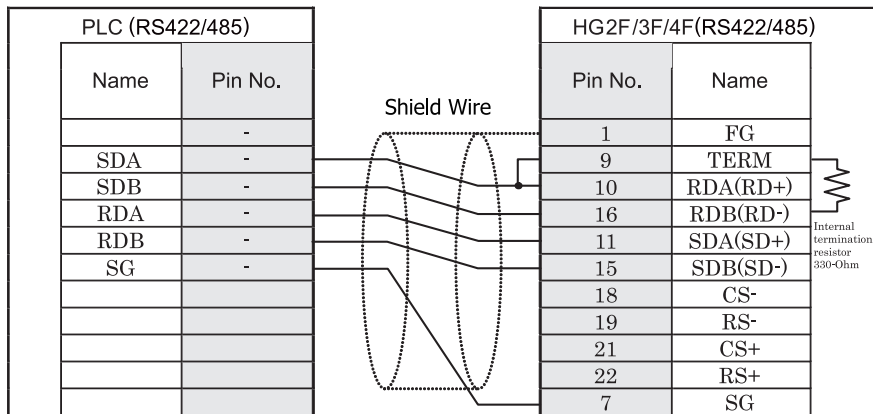 PLC (RS422/485) HG2F/3F/4F(RS422/485)
Name Pin No. Pin No. Name
Shield Wire
- 1 FG
SDA - 9 TERM
SDB - 10 RDA(RD+)
RDA - 16 RDB(RD-)
RDB - 11 SDA(SD+)
SG - 15 SDB(SD-)
18 CS-
19 RS-
21 CS+
22 RS+
7 SG
Internal
termination
resistor
330-Ohm